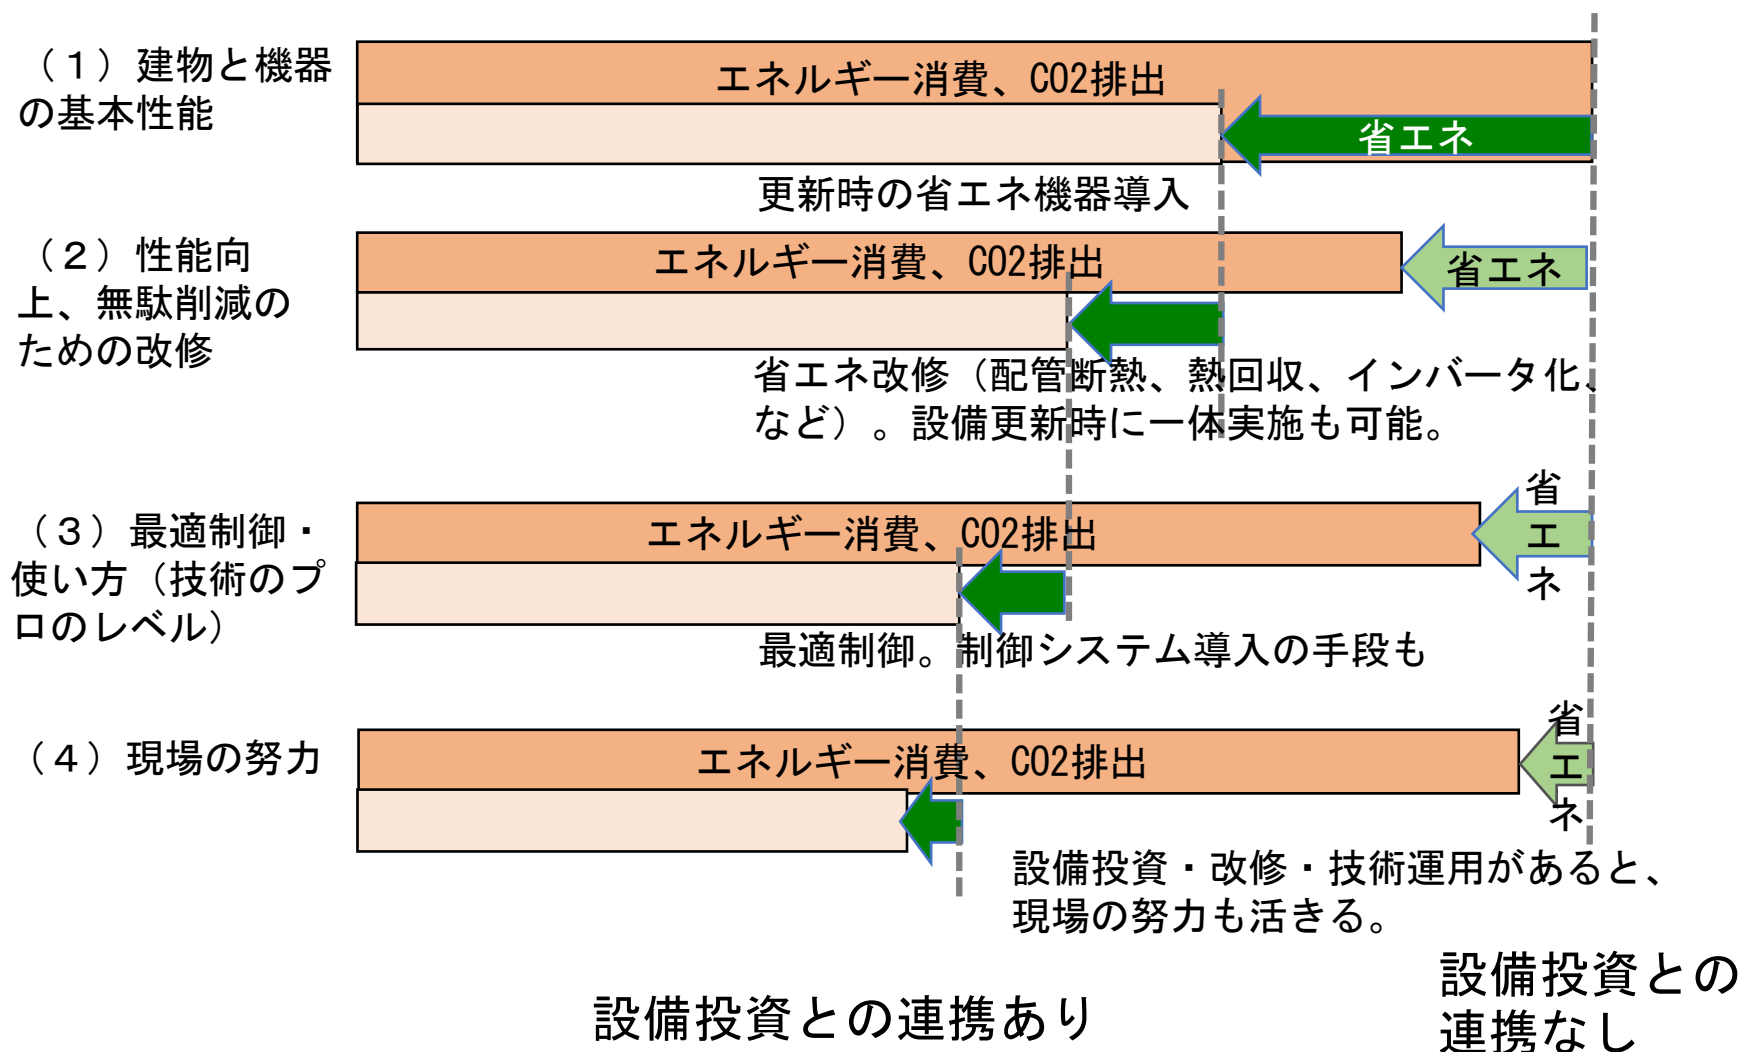 （１）建物と機器
の基本性能
エネルギー消費、CO2排出
省エネ
更新時の省エネ機器導入
（２）性能向
上、無駄削減の
ための改修
エネルギー消費、CO2排出
省エネ
省エネ改修（配管断熱、熱回収、インバータ化、
など）。設備更新時に一体実施も可能。
（３）最適制御・
使い方（技術のプ
ロのレベル）
エネルギー消費、CO2排出
省エネ
最適制御。制御システム導入の手段も
（４）現場の努力
エネルギー消費、CO2排出
省エネ
設備投資・改修・技術運用があると、
現場の努力も活きる。
設備投資との連携あり
設備投資との
連携なし